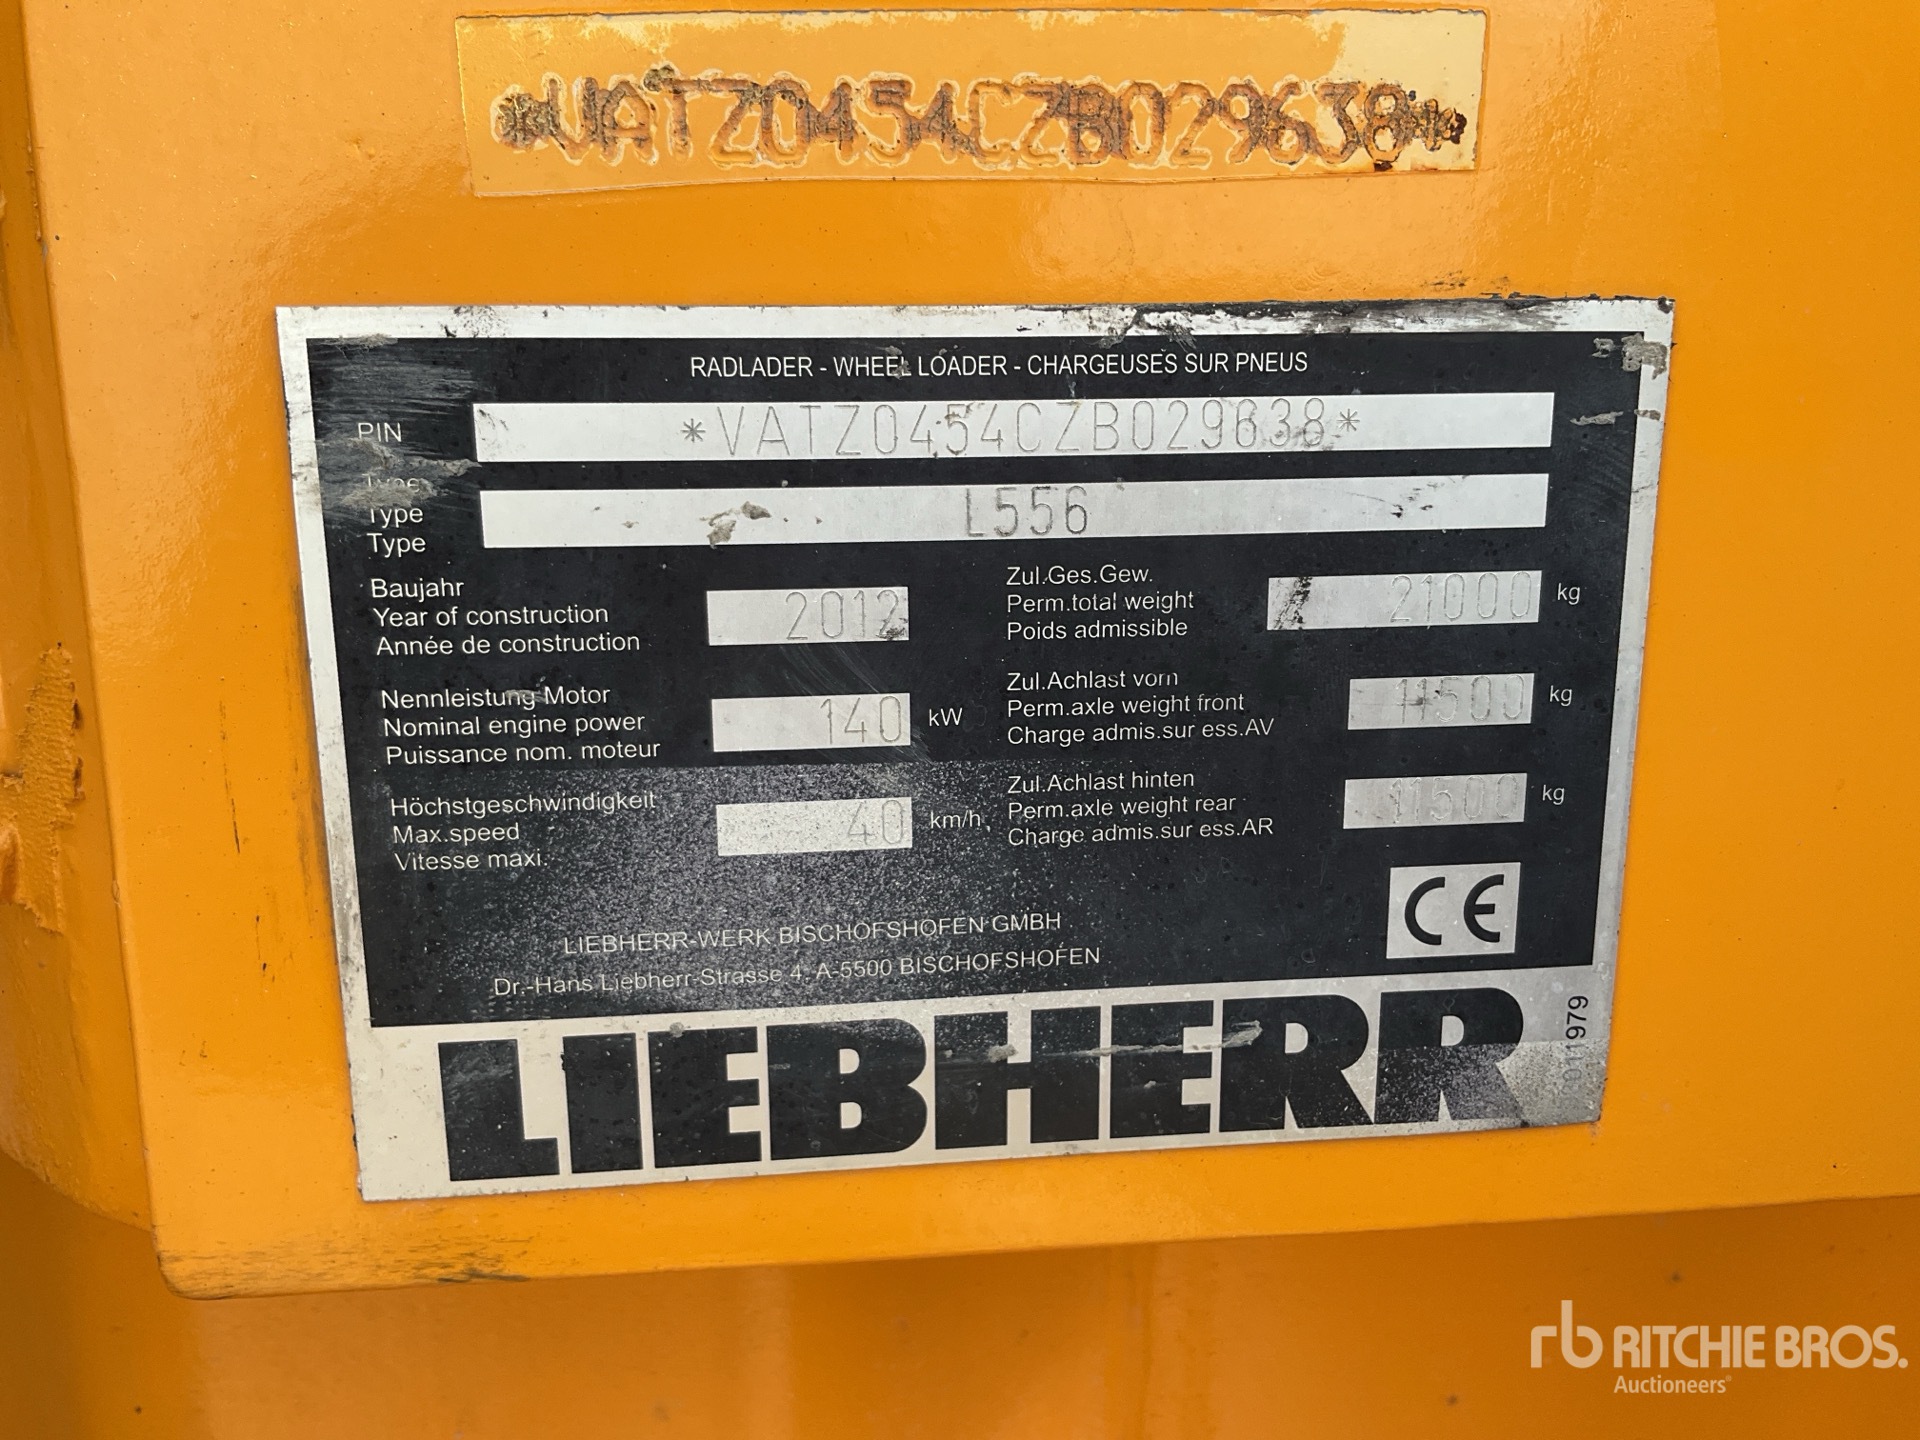 *VATZ0454CZB029638*
RADLADER - WHEEL LOADER - CHARGEUSES SUR PNEUS
PIN *VATZ0454CZB029638*
Type
Type L556
Type
Baujahr
Year of construction 2012
Année de construction
Zul.Ges.Gew.
Perm.total weight 21000 kg
Poids admissible
Nennleistung Motor
Nominal engine power 140 kW
Puissance nom. moteur
Zul.Achlast vorn
Perm.axle weight front 11500 kg
Charge admis.sur ess.AV
Höchstgeschwindigkeit
Max.speed 40 km/h
Vitesse maxi.
Zul.Achlast hinten
Perm.axle weight rear 11500 kg
Charge admis.sur ess.AR
CE
LIEBHERR-WERK BISCHOFSHOFEN GMBH
Dr.-Hans Liebherr-Strasse 4, A-5500 BISCHOFSHOFEN
LIEBHERR
rb RITCHIE BROS.
Auctioneers